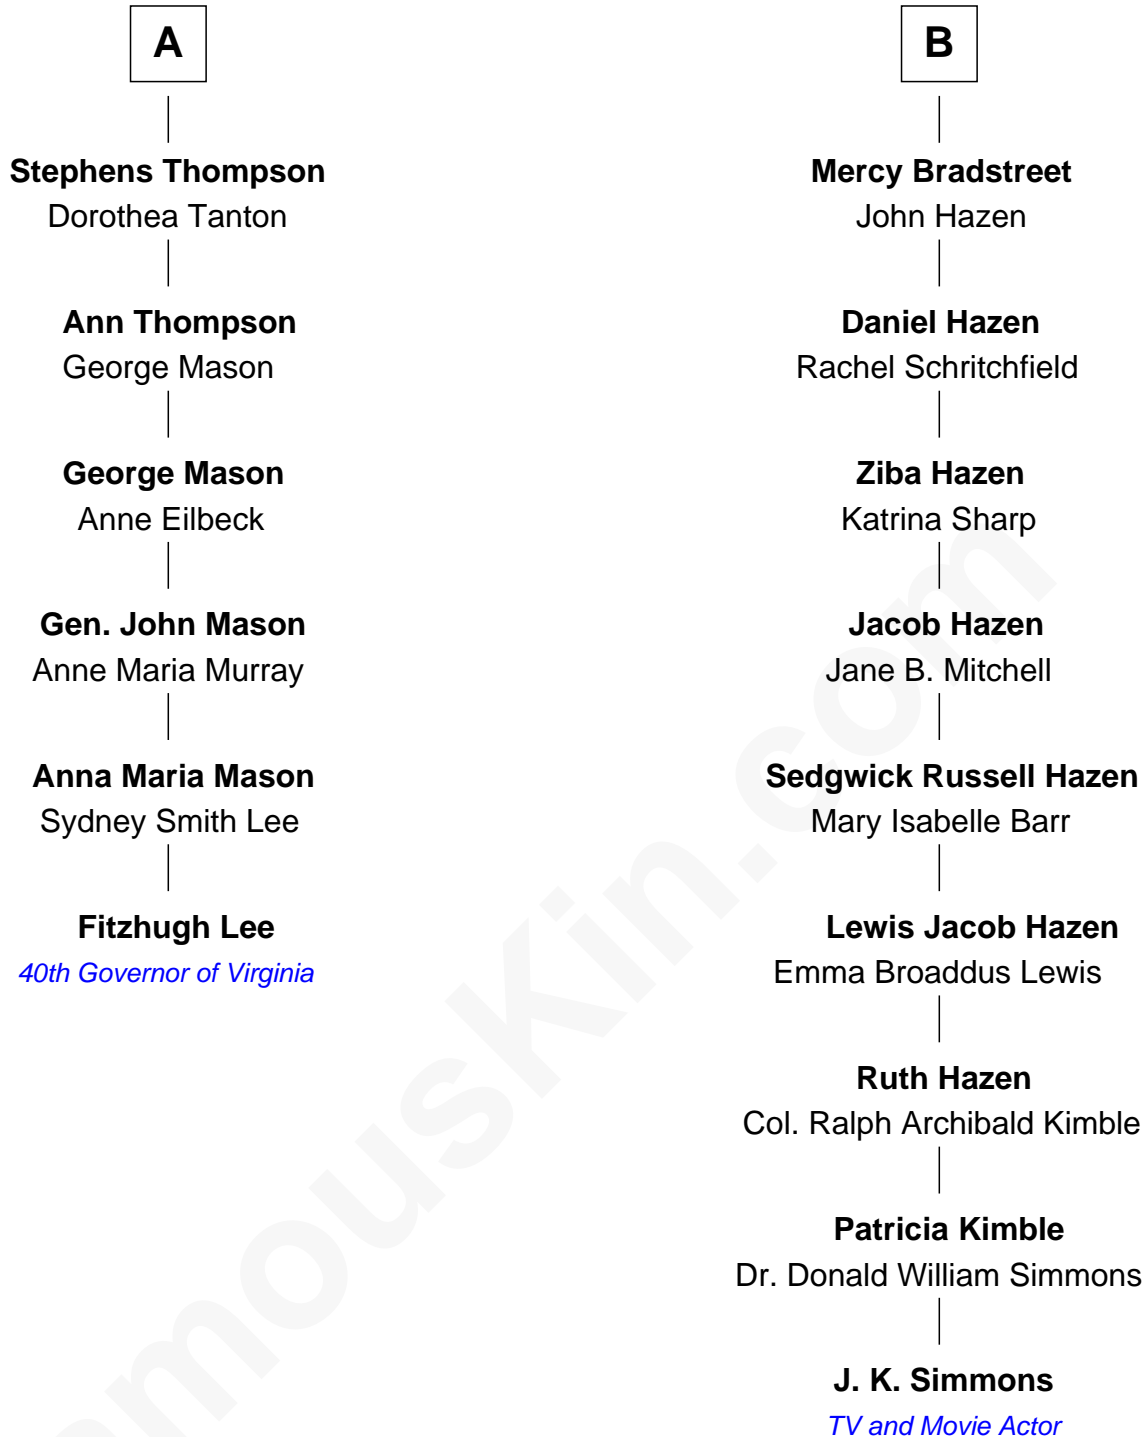 A
Stephens Thompson
Dorothea Tanton
Ann Thompson
George Mason
George Mason
Anne Eilbeck
Gen. John Mason
Anne Maria Murray
Anna Maria Mason
Sydney Smith Lee
Fitzhugh Lee
40th Governor of Virginia
B
Mercy Bradstreet
John Hazen
Daniel Hazen
Rachel Schritchfield
Ziba Hazen
Katrina Sharp
Jacob Hazen
Jane B. Mitchell
Sedgwick Russell Hazen
Mary Isabelle Barr
Lewis Jacob Hazen
Emma Broaddus Lewis
Ruth Hazen
Col. Ralph Archibald Kimble
Patricia Kimble
Dr. Donald William Simmons
J. K. Simmons
TV and Movie Actor
amousKin.com